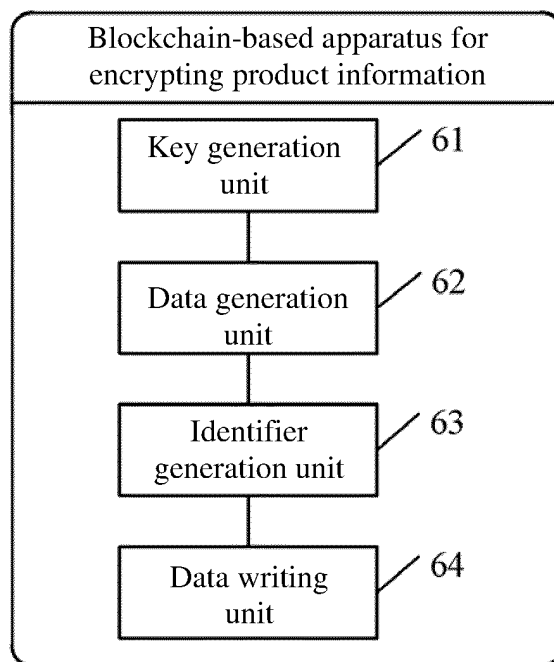 Blockchain-based apparatus for
encrypting product information
Key generation
unit
61
Data generation
unit
62
Identifier
generation unit
63
Data writing
unit
64